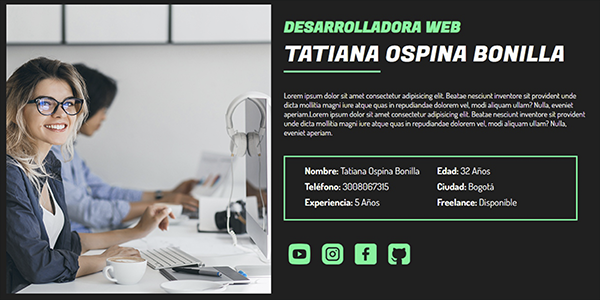 DESARROLLADORA WEB
TATIANA OSPINA BONILLA
Lorem ipsum dolor sit amet consectetur adipisicing elit. Beatae nesciunt inventore sit provident unde
dicta mollitia magni iure atque quas in repudiandae dolorem vel, modi aliquam ullam? Nulla, eveniet
aperiam.Lorem ipsum dolor sit amet consectetur adipisicing elit. Beatae nesciunt inventore sit provident
unde dicta mollitia magni iure atque quas in repudiandae dolorem vel, modi aliquam ullam? Nulla,
eveniet aperiam.
Nombre: Tatiana Ospina Bonilla Edad: 32 Años
Teléfono: 3008067315 Ciudad: Bogotá
Experiencia: 5 Años Freelance: Disponible